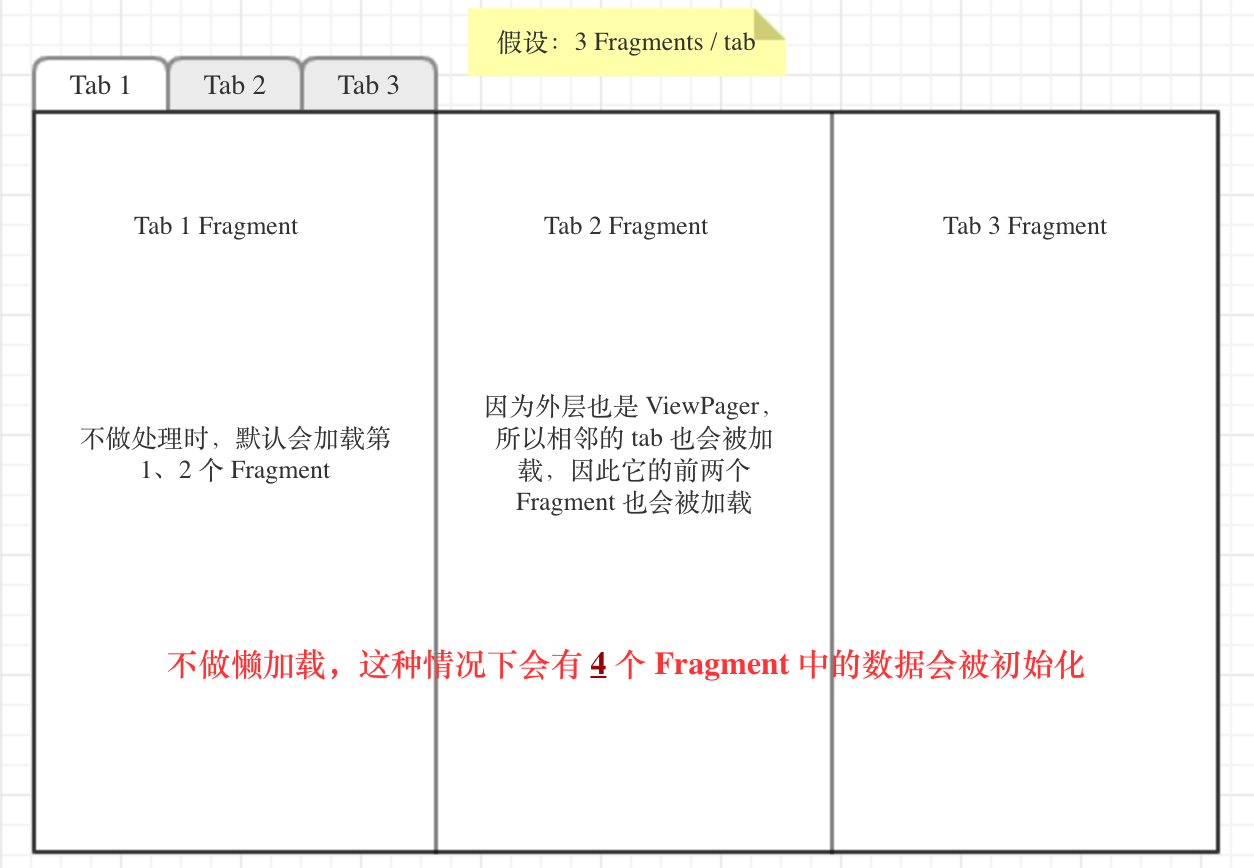 假设：3 Fragments / tab
Tab 1
Tab 2
Tab 3
Tab 1 Fragment
Tab 2 Fragment
Tab 3 Fragment
不做处理时，默认会加载第
1、2 个 Fragment
因为外层也是 ViewPager，
所以相邻的 tab 也会被加
载，因此它的前两个
Fragment 也会被加载
不做懒加载，这种情况下会有 4 个 Fragment 中的数据会被初始化